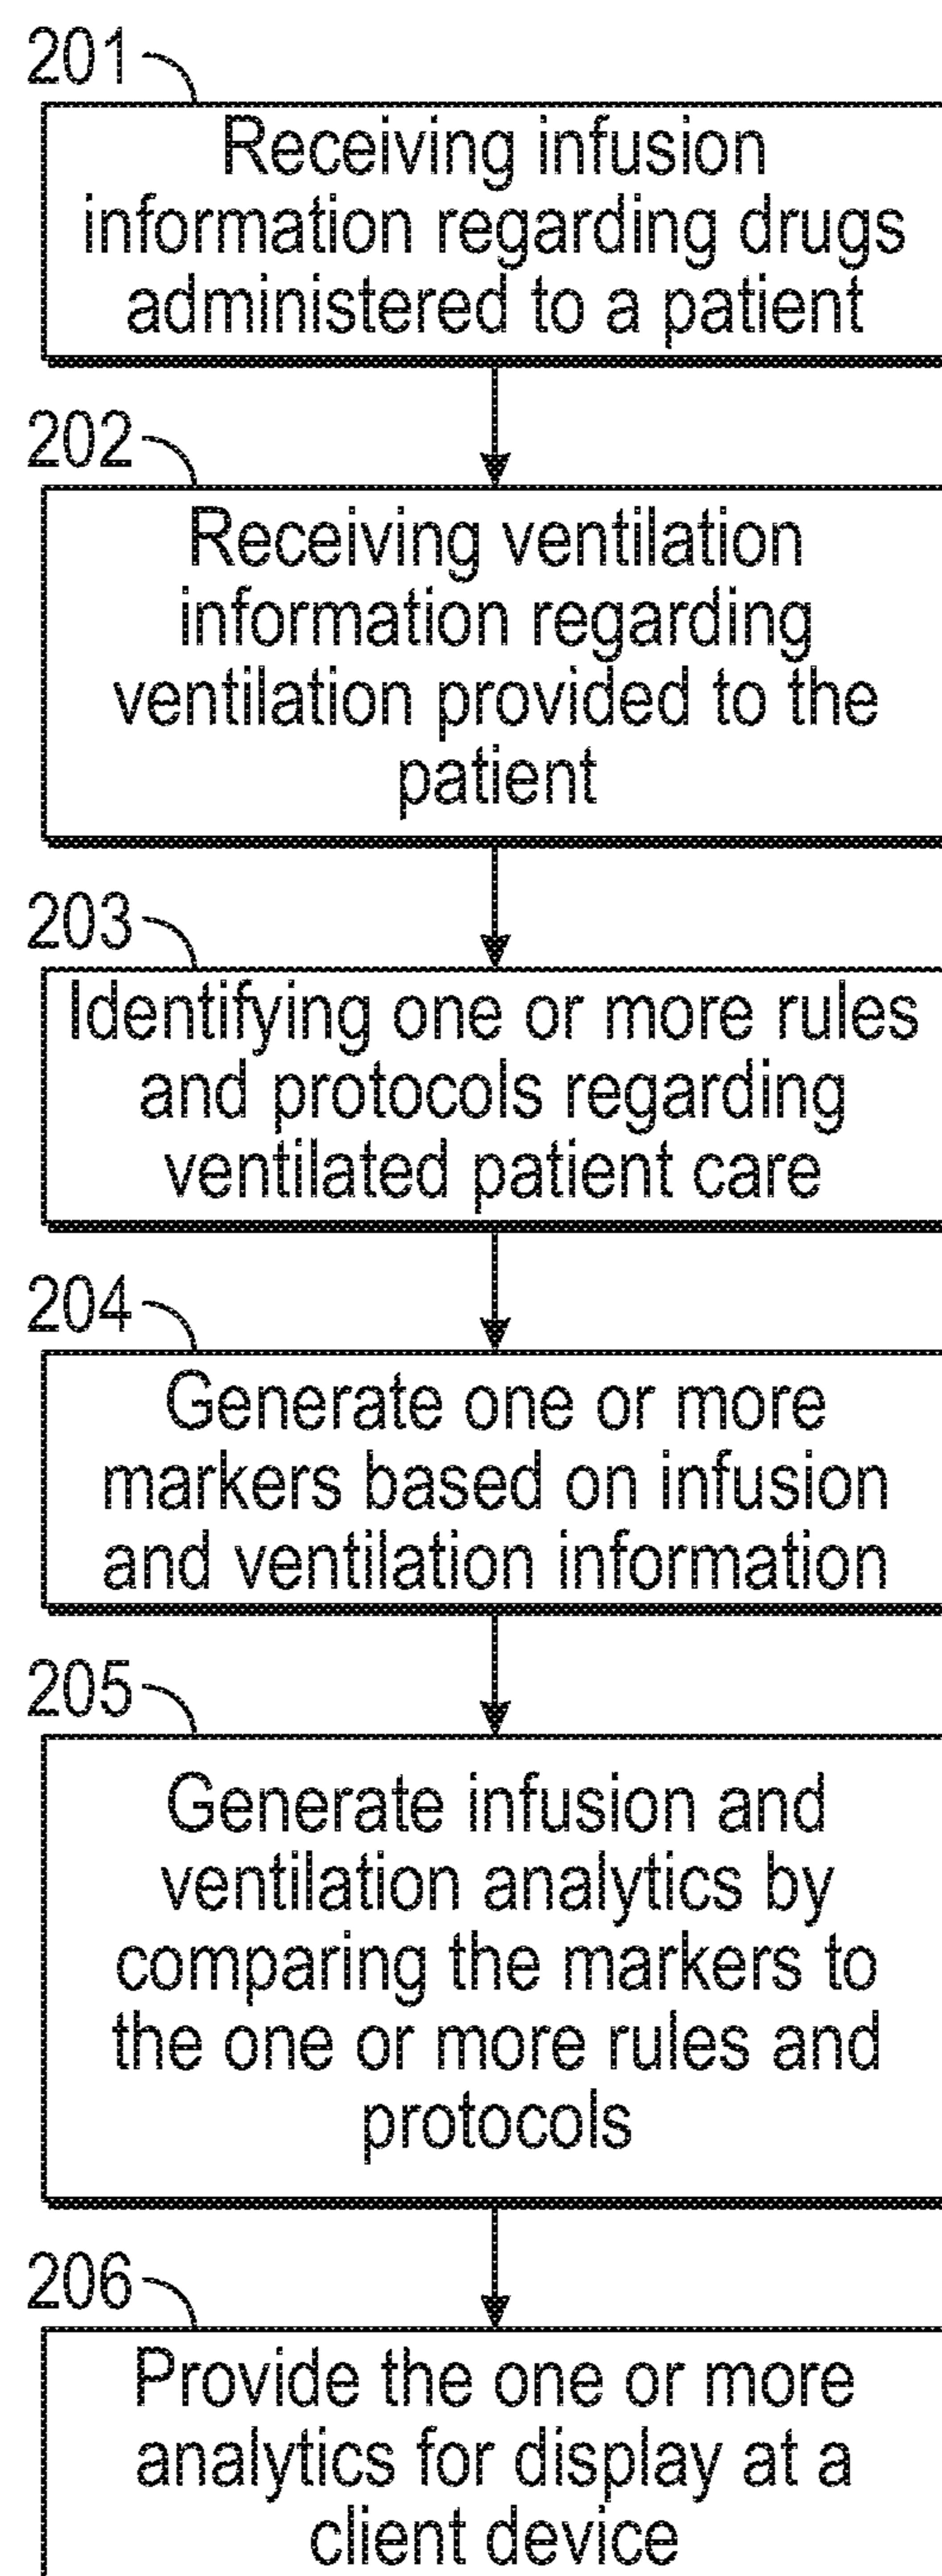 201
Receiving infusion
information regarding drugs
administered to a patient
202
Receiving ventilation
information regarding
ventilation provided to the
patient
203
Identifying one or more rules
and protocols regarding
ventilated patient care
204
Generate one or more
markers based on infusion
and ventilation information
205
Generate infusion and
ventilation analytics by
comparing the markers to
the one or more rules and
protocols
206
Provide the one or more
analytics for display at a
client device